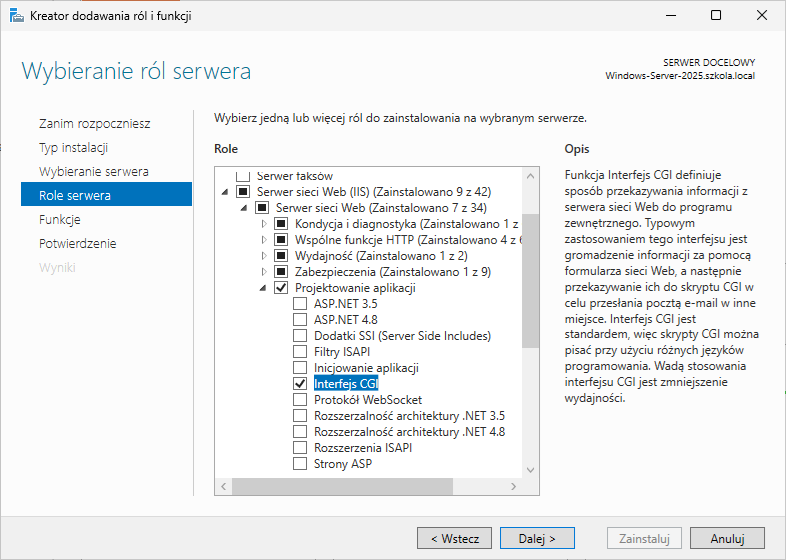 Kreator dodawania ról i funkcji
Wybieranie ról serwera
SERWER DOCELOWY
Windows-Server-2025.szkola.local
Zanim rozpoczniesz
Typ instalacji
Wybieranie serwera
Role serwera
Funkcje
Potwierdzenie
Wyniki
Wybierz jedną lub więcej ról do zainstalowania na wybranym serwerze.
Role
Serwer faksów
Serwer sieci Web (IIS) (Zainstalowano 9 z 42)
Serwer sieci Web (Zainstalowano 7 z 34)
Kondycja i diagnostyka (Zainstalowano 1 z
Wspólne funkcje HTTP (Zainstalowano 4 z 6
Wydajność (Zainstalowano 1 z 2)
Zabezpieczenia (Zainstalowano 1 z 9)
Projektowanie aplikacji
ASP.NET 3.5
ASP.NET 4.8
Dodatki SSI (Server Side Includes)
Filtry ISAPI
Inicjowanie aplikacji
Interfejs CGI
Protokół WebSocket
Rozszerzalność architektury .NET 3.5
Rozszerzalność architektury .NET 4.8
Rozszerzenia ISAPI
Strony ASP
Opis
Funkcja Interfejs CGI definiuje
sposób przekazywania informacji z
serwera sieci Web do programu
zewnętrznego. Typowym
zastosowaniem tego interfejsu jest
gromadzenie informacji za pomocą
formularza sieci Web, a następnie
przekazywanie ich do skryptu CGI w
celu przesłania pocztą e-mail w inne
miejsce. Interfejs CGI jest
standardem, więc skrypty CGI można
pisać przy użyciu różnych języków
programowania. Wadą stosowania
interfejsu CGI jest zmniejszenie
wydajności.
< Wstecz
Dalej >
Zainstaluj
Anuluj